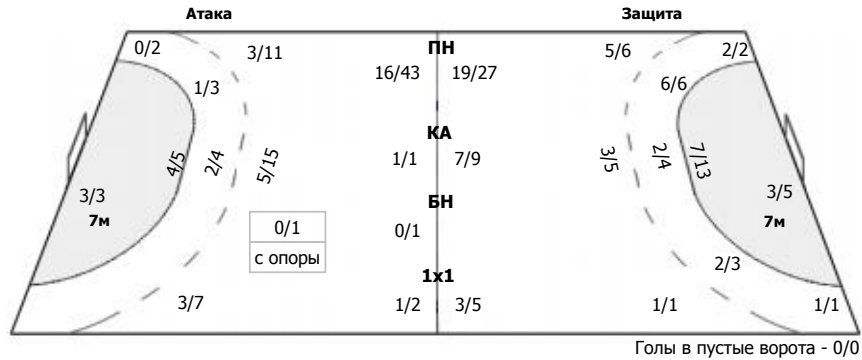 Атака
Защита
0/2
3/11
ПН
5/6
2/2
16/43
19/27
1/3
6/6
КА
4/5
2/4
5/15
1/1
7/9
3/5
2/4
7/13
3/3
7м
3/5
7м
БН
0/1
0/1
с опоры
2/3
1x1
3/7
1/2
3/5
1/1
1/1
Голы в пустые ворота - 0/0